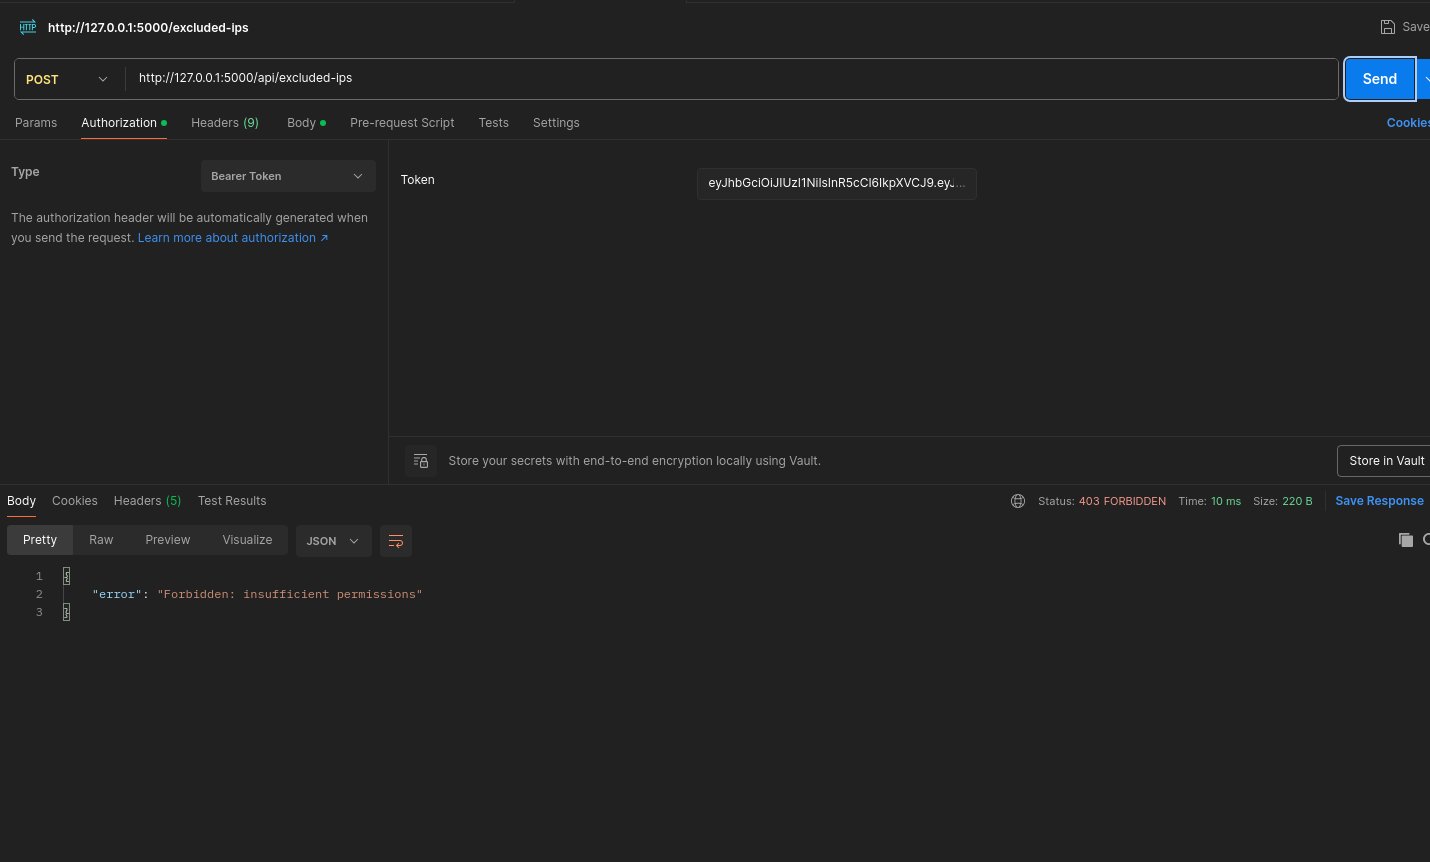 HTTP http://127.0.0.1:5000/excluded-ips Save
POST http://127.0.0.1:5000/api/excluded-ips Send
Params Authorization Headers (9) Body Pre-request Script Tests Settings Cookies
Type Bearer Token Token eyJhbGciOiJIUzI1NiIsInR5cCI6IkpXVCJ9.eyJ...
The authorization header will be automatically generated when
you send the request. Learn more about authorization ↗
Store your secrets with end-to-end encryption locally using Vault. Store in Vault
Body Cookies Headers (5) Test Results Status: 403 FORBIDDEN Time: 10 ms Size: 220 B Save Response
Pretty Raw Preview Visualize JSON
1 {
2 "error": "Forbidden: insufficient permissions"
3 }